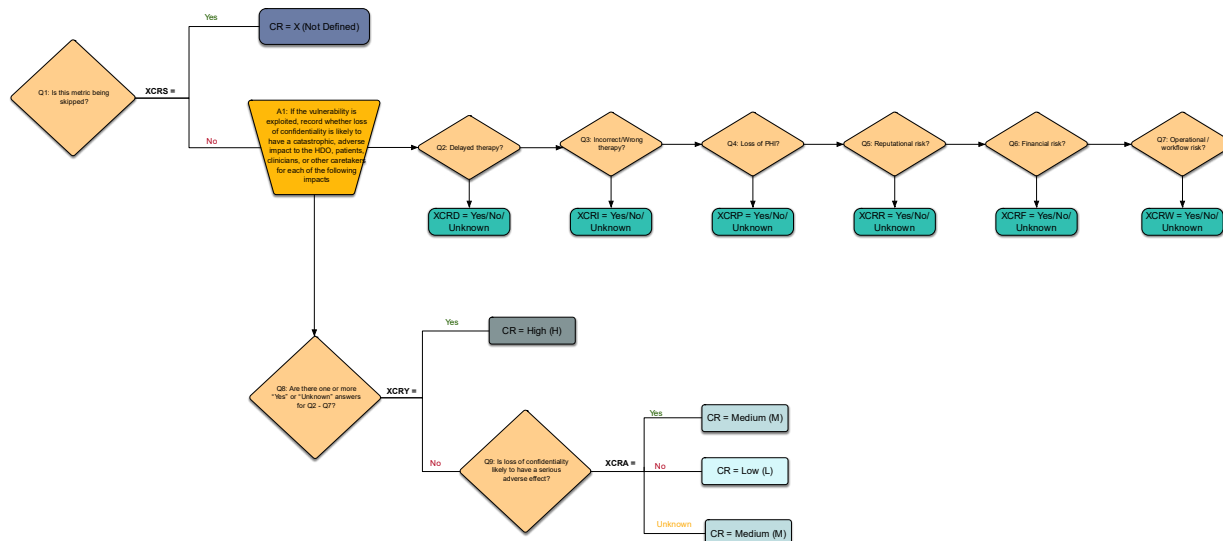 Yes
CR = X (Not Defined)
Q1: Is this metric being
skipped?
XCRS =
No
A1: If the vulnerability is
exploited, record whether loss
of confidentiality is likely to
have a catastrophic, adverse
impact to the HDO, patients,
clinicians, or other caretakers
for each of the following
impacts
Q2: Delayed therapy?
Q3: Incorrect/Wrong
therapy?
Q4: Loss of PHI?
Q5: Reputational risk?
Q6: Financial risk?
Q7: Operational /
workflow risk?
XCRD = Yes/No/
Unknown
XCRI = Yes/No/
Unknown
XCRP = Yes/No/
Unknown
XCRR = Yes/No/
Unknown
XCRF = Yes/No/
Unknown
XCRW = Yes/No/
Unknown
Yes
CR = High (H)
Q8: Are there one or more
“Yes” or “Unknown” answers
for Q2 - Q7?
XCRY =
No
Q9: Is loss of confidentiality
likely to have a serious
adverse effect?
XCRA =
Yes
CR = Medium (M)
No
CR = Low (L)
Unknown
CR = Medium (M)